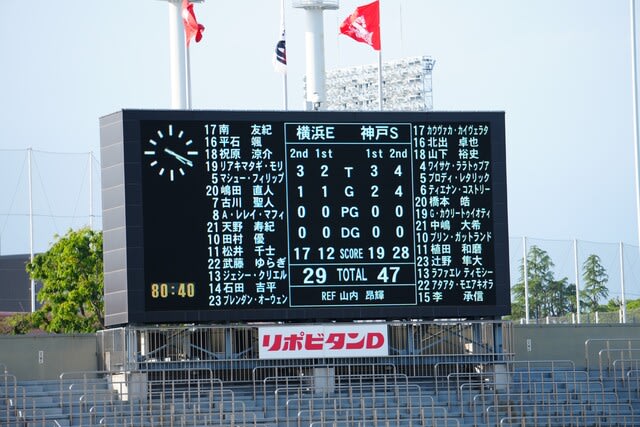 横浜E 神戸S
2nd 1st 1st 2nd
3 2 T 3 4
1 1 G 2 4
0 0 PG 0 0
0 0 DG 0 0
17 12 SCORE 19 28
29 TOTAL 47
REF 山内 昂輝
17 南 友紀
16 平石 颯
18 祝原 涼介
19 リアキマタギ・モリ
5 マシュー・フィリップ
20 嶋田 直人
7 古川 聖人
8 A・レイ・マフィ
21 天野 寿紀
10 田村 優
11 松井 千士
22 武藤 ゆらぎ
13 ジェシー・クリエル
14 石田 吉平
23 ブレンダン・オーウェン
17 カウヴァカ・カイヴェラタ
16 北出 卓也
18 山下 裕史
4 ワイサケ・ララトゥブア
5 ブロディ・レタリック
6 ティエナン・コストリー
20 橋本 皓
19 G・カウリートゥイオティ
21 中嶋 大希
10 ブリン・ガットランド
11 植田 和磨
23 辻野 隼大
13 ラファエレ ティモシー
22 アタアタ・モエアキオラ
15 李 承信
80:40
リポビタンD